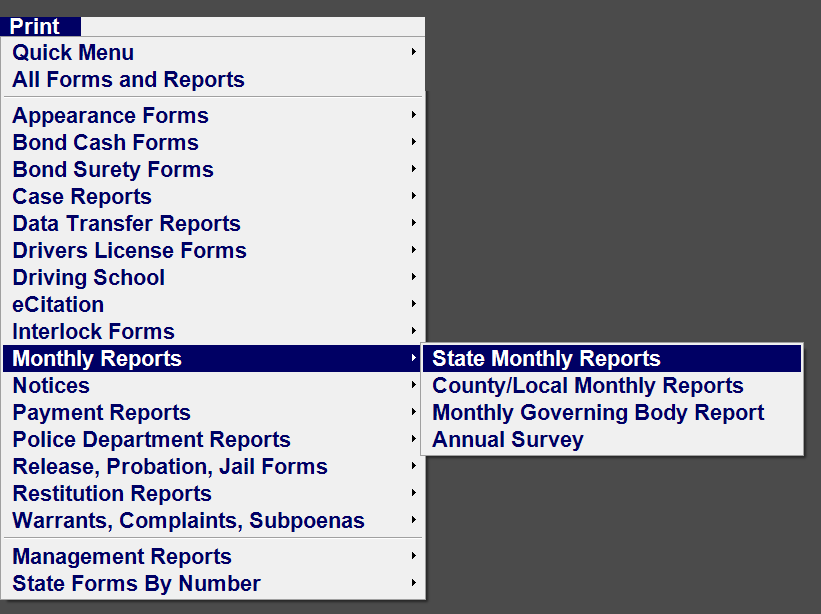 Print
Quick Menu
All Forms and Reports
Appearance Forms
Bond Cash Forms
Bond Surety Forms
Case Reports
Data Transfer Reports
Drivers License Forms
Driving School
eCitation
Interlock Forms
Monthly Reports
State Monthly Reports
County/Local Monthly Reports
Monthly Governing Body Report
Annual Survey
Notices
Payment Reports
Police Department Reports
Release, Probation, Jail Forms
Restitution Reports
Warrants, Complaints, Subpoenas
Management Reports
State Forms By Number